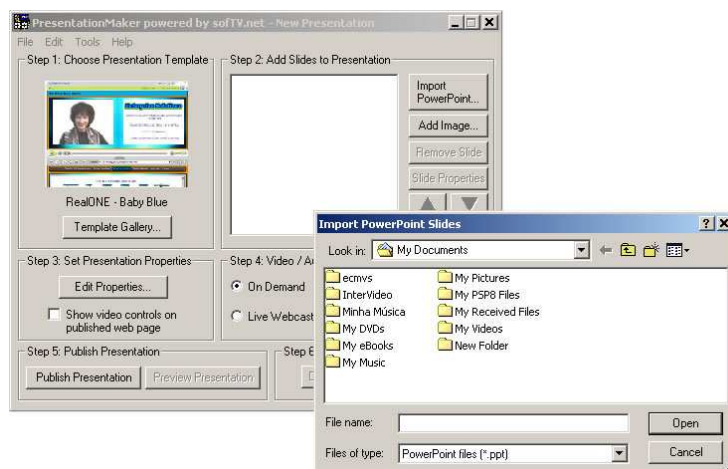 PresentationMaker powered by sofTV.net - New Presentation
File Edit Tools Help
Step 1: Choose Presentation Template
RealONE - Baby Blue
Template Gallery...
Step 2: Add Slides to Presentation
Import
PowerPoint...
Add Image...
Remove Slide
Slide Properties
Step 3: Set Presentation Properties
Edit Properties...
Show video controls on
published web page
Step 4: Video / Au
On Demand
Live Webcast
Step 5: Publish Presentation
Publish Presentation Preview Presentation
Step 6
Import PowerPoint Slides
Look in: My Documents
ecmvs
InterVideo
Minha Música
My DVDs
My eBooks
My Music
My Pictures
My PSP8 Files
My Received Files
My Videos
New Folder
File name: Open
Files of type: PowerPoint files (*.ppt) Cancel